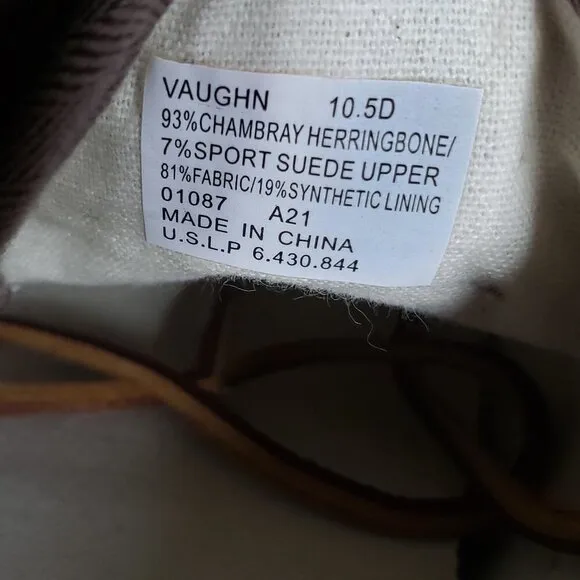 VAUGHN 10.5D
93%CHAMBRAY HERRINGBONE/
7%SPORT SUEDE UPPER
81%FABRIC/19%SYNTHETIC LINING
01087 A21
MADE IN CHINA
U.S.L.P 6.430.844